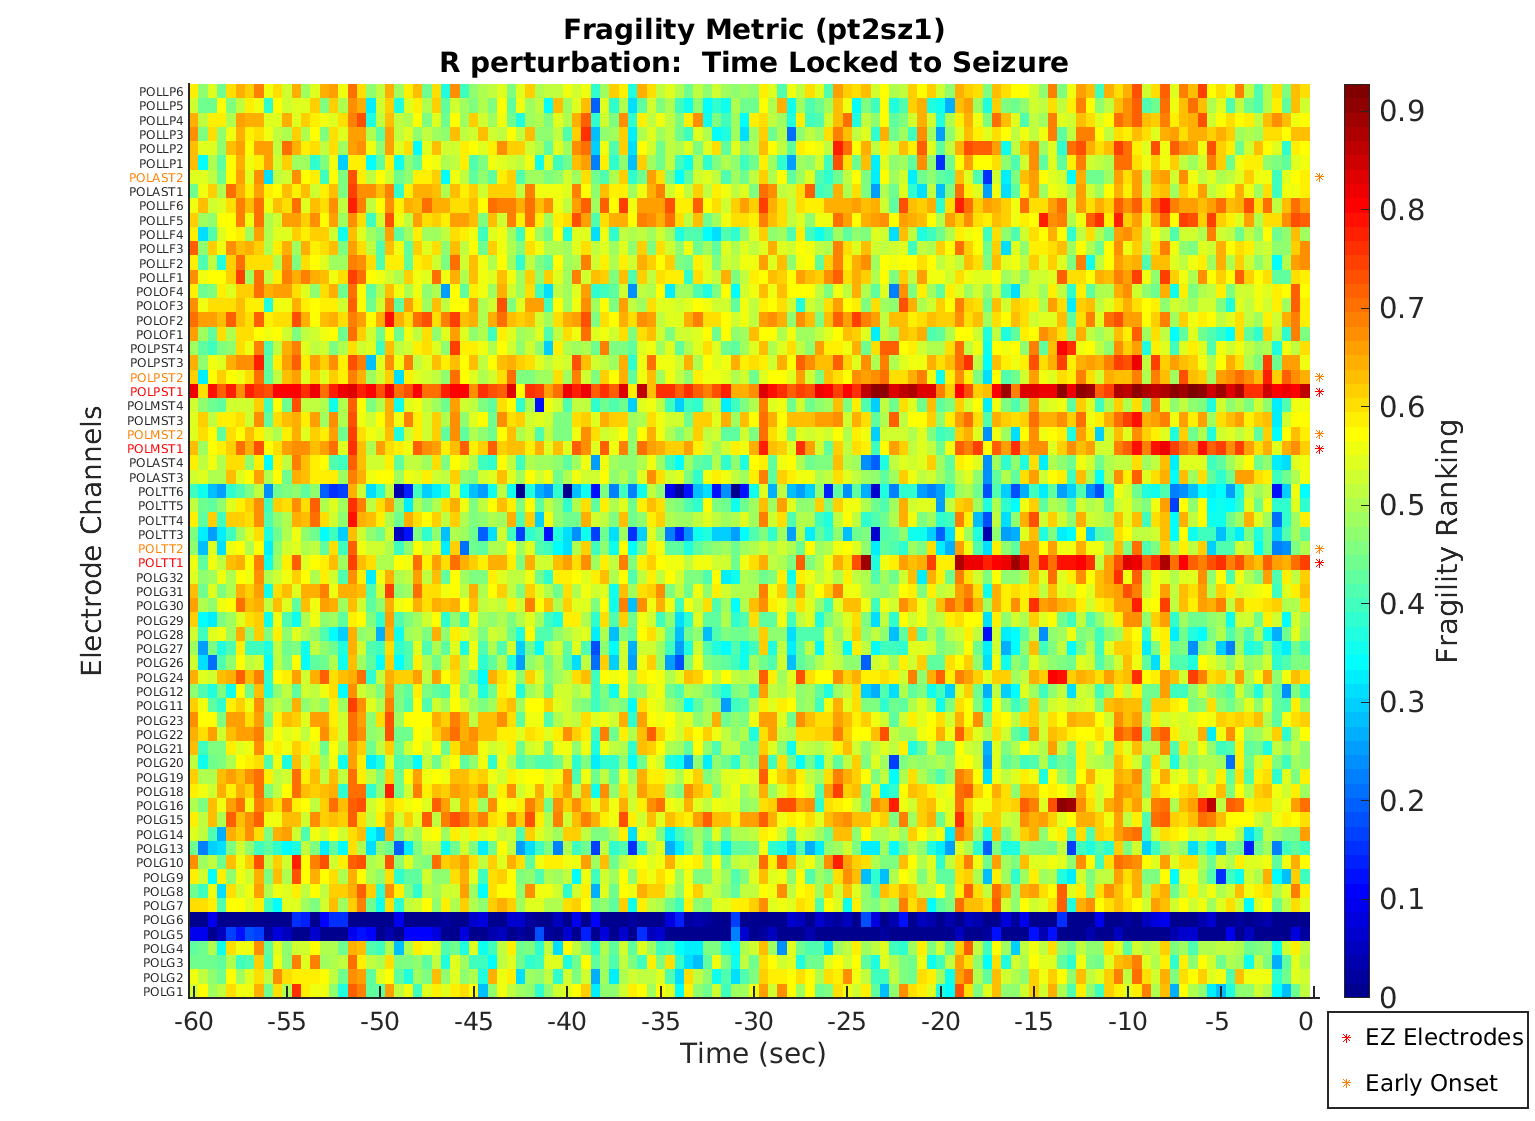 Fragility Metric (pt2sz1)
R perturbation:  Time Locked to Seizure
Electrode Channels
POLLP6
POLLP5
POLLP4
POLLP3
POLLP2
POLLP1
POLAST2
POLAST1
POLLF6
POLLF5
POLLF4
POLLF3
POLLF2
POLLF1
POLOF4
POLOF3
POLOF2
POLOF1
POLPST4
POLPST3
POLPST2
POLPST1
POLMST4
POLMST3
POLMST2
POLMST1
POLAST4
POLAST3
POLTT6
POLTT5
POLTT4
POLTT3
POLTT2
POLTT1
POLG32
POLG31
POLG30
POLG29
POLG28
POLG27
POLG26
POLG24
POLG12
POLG11
POLG23
POLG22
POLG21
POLG20
POLG19
POLG18
POLG16
POLG15
POLG14
POLG13
POLG10
POLG9
POLG8
POLG7
POLG6
POLG5
POLG4
POLG3
POLG2
POLG1
-60 -55 -50 -45 -40 -35 -30 -25 -20 -15 -10 -5 0
Time (sec)
0.9
0.8
0.7
0.6
0.5
0.4
0.3
0.2
0.1
0
Fragility Ranking
EZ Electrodes
Early Onset